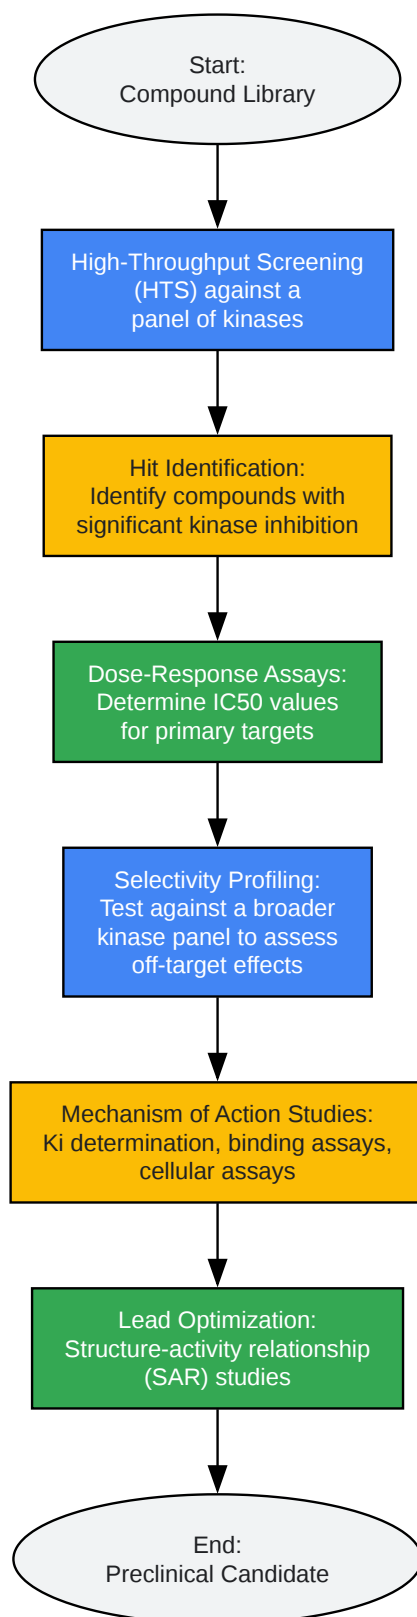 Start:
Compound Library
High-Throughput Screening
(HTS) against a
panel of kinases
Hit Identification:
Identify compounds with
significant kinase inhibition
Dose-Response Assays:
Determine IC50 values
for primary targets
Selectivity Profiling:
Test against a broader
kinase panel to assess
off-target effects
Mechanism of Action Studies:
Ki determination, binding assays,
cellular assays
Lead Optimization:
Structure-activity relationship
(SAR) studies
End:
Preclinical Candidate